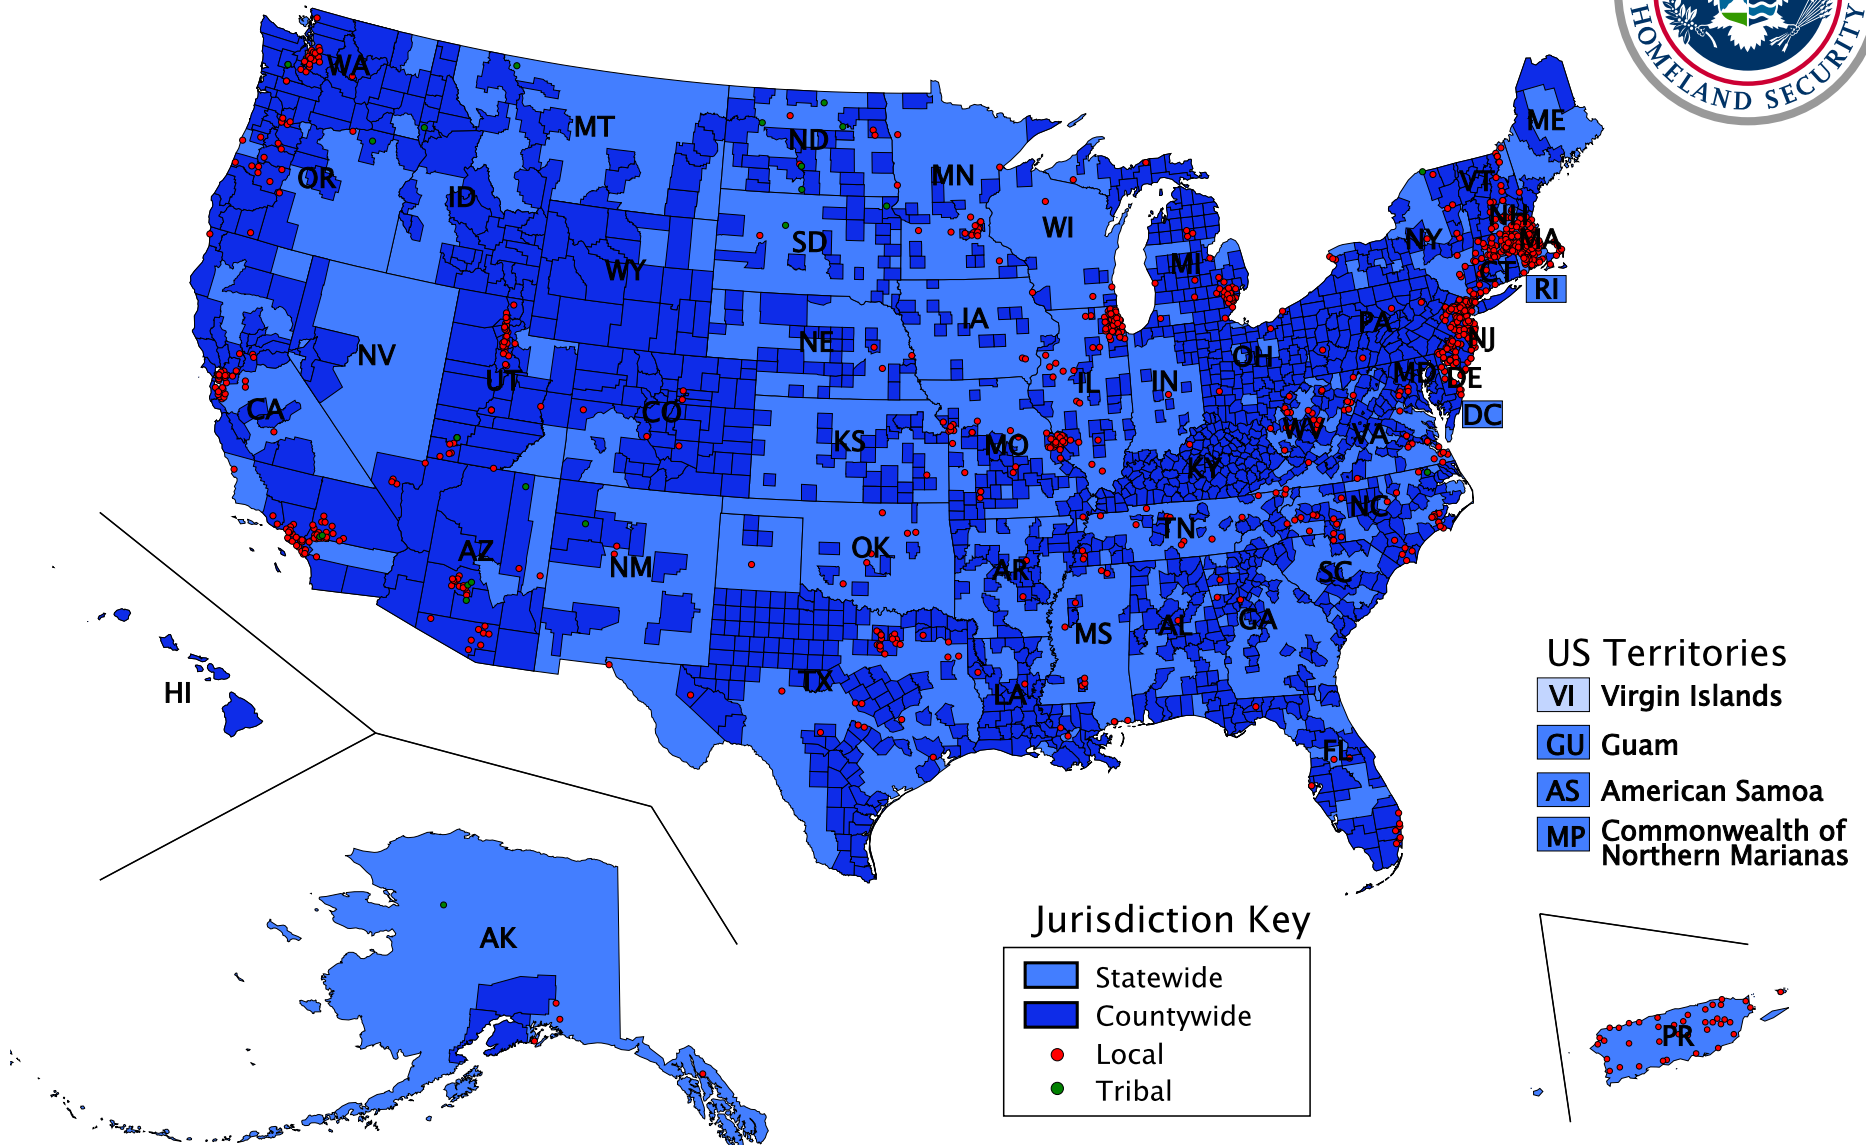 HOMELAND SECURITY
WA
MT
ND
MN
ME
OR
ID
SD
WI
VT
NH
NY
MA
WY
MI
CT
RI
IA
PA
NJ
NV
NE
OH
UT
IL
IN
MD
DE
CA
CO
DC
KS
MO
WV
VA
KY
NC
TN
AZ
NM
OK
AR
SC
MS
AL
GA
TX
LA
FL
HI
AK
US Territories
VI Virgin Islands
GU Guam
AS American Samoa
MP Commonwealth of
Northern Marianas
Jurisdiction Key
Statewide
Countywide
Local
Tribal
PR